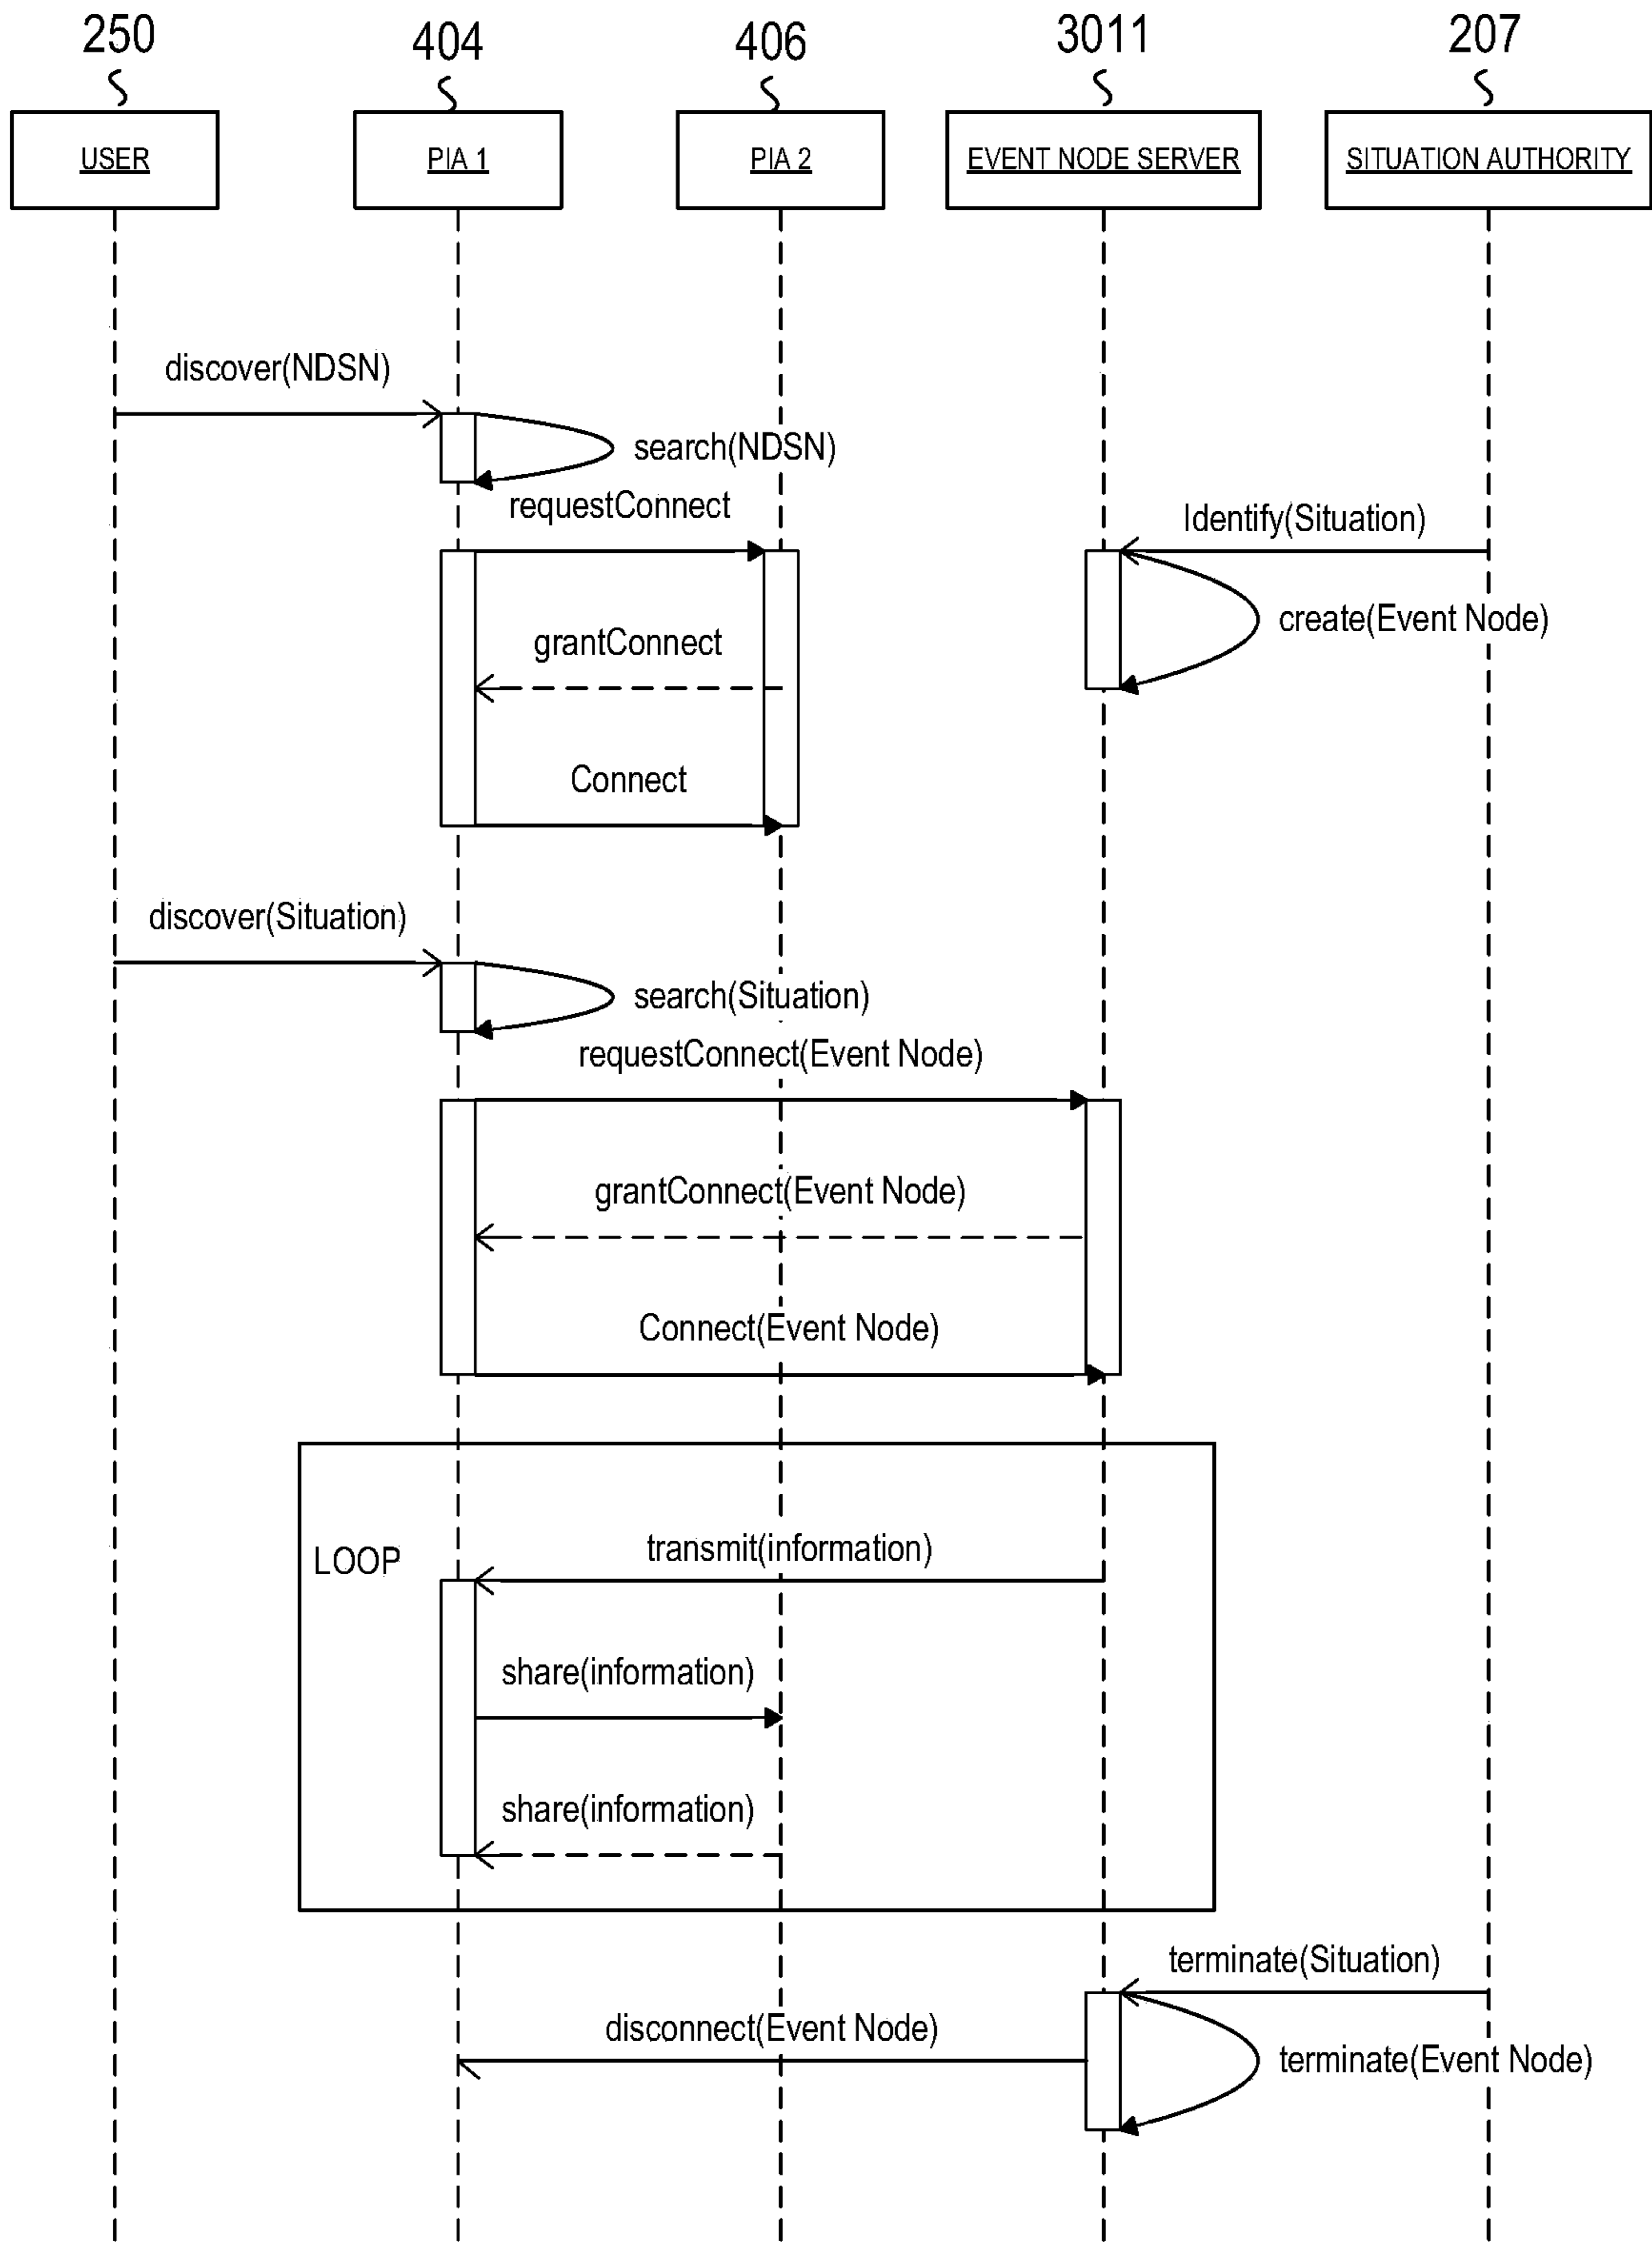 250
404
406
3011
207
USER
PIA 1
PIA 2
EVENT NODE SERVER
SITUATION AUTHORITY
discover(NDSN)
search(NDSN)
requestConnect
Identify(Situation)
create(Event Node)
grantConnect
Connect
discover(Situation)
search(Situation)
requestConnect(Event Node)
grantConnect(Event Node)
Connect(Event Node)
LOOP
transmit(information)
share(information)
share(information)
terminate(Situation)
disconnect(Event Node)
terminate(Event Node)